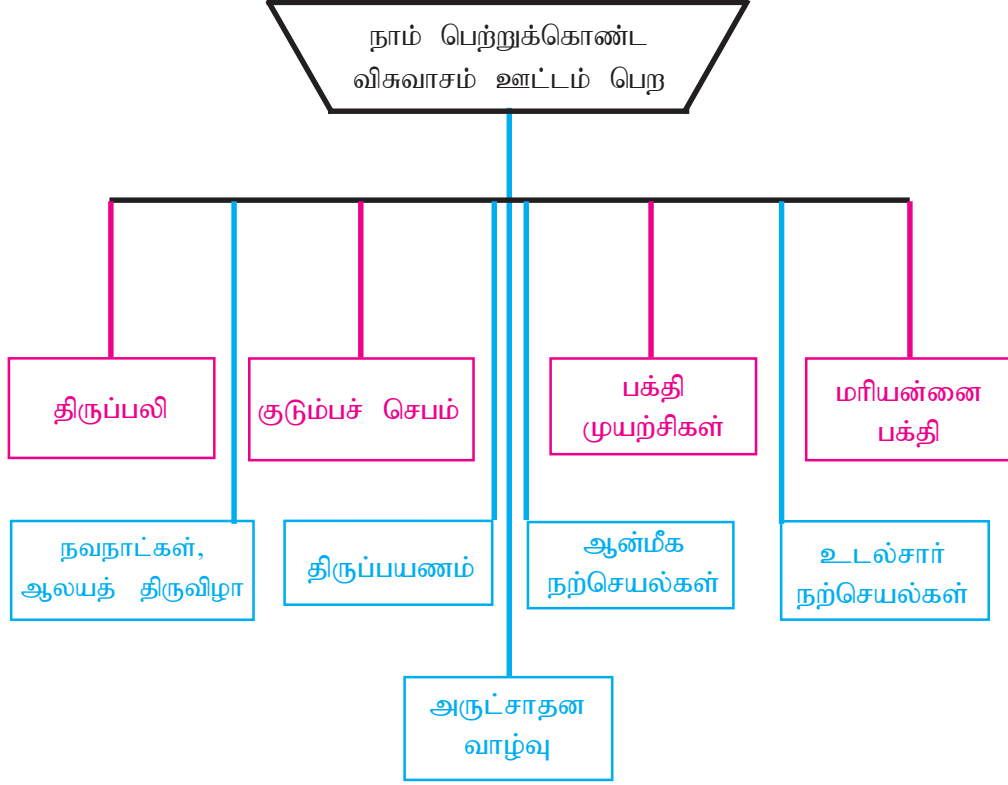 நாம் பெற்றுக்கொண்ட
விசுவாசம் ஊட்டம் பெற
திருப்பலி
குடும்பச் செபம்
பக்தி
முயற்சிகள்
மரியன்னை
பக்தி
நவநாட்கள்,
ஆலயத் திருவிழா
திருப்பயணம்
ஆன்மீக
நற்செயல்கள்
உடல்சார்
நற்செயல்கள்
அருட்சாதன
வாழ்வு